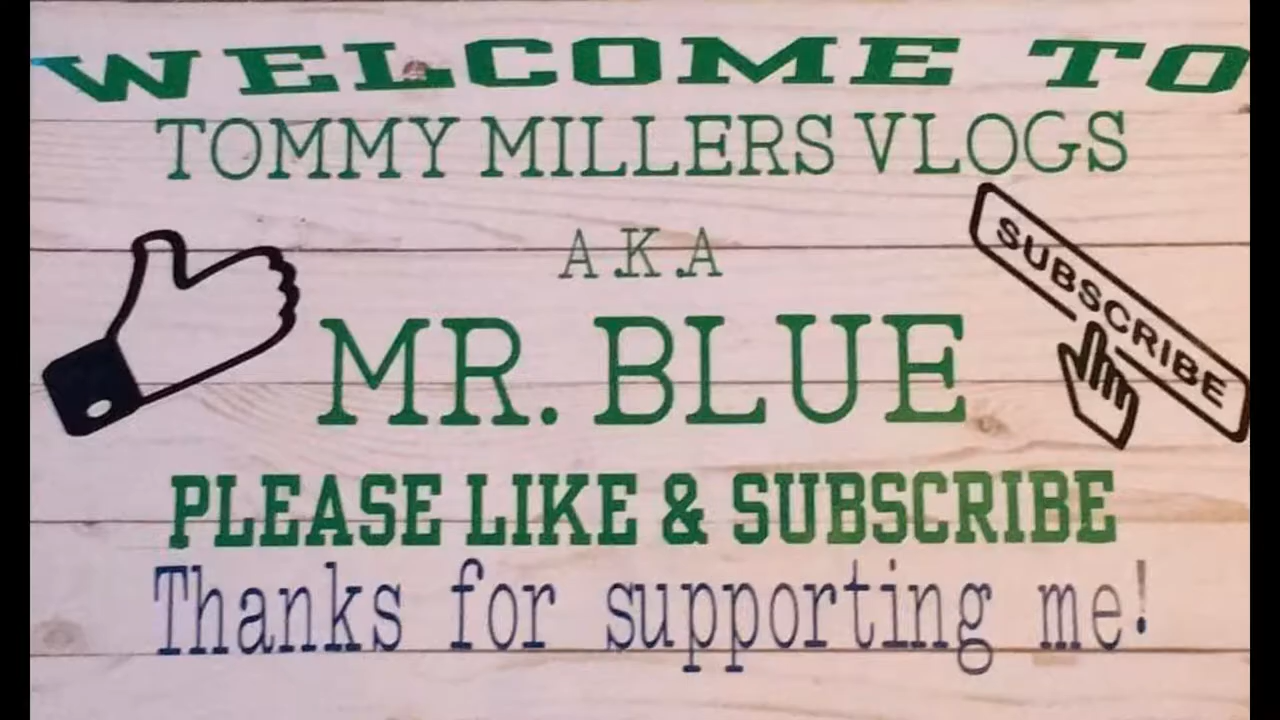 WELCOME TO
TOMMY MILLERS VLOGS
A.K.A
SUBSCRIBE
MR. BLUE
PLEASE LIKE & SUBSCRIBE
Thanks for supporting me!